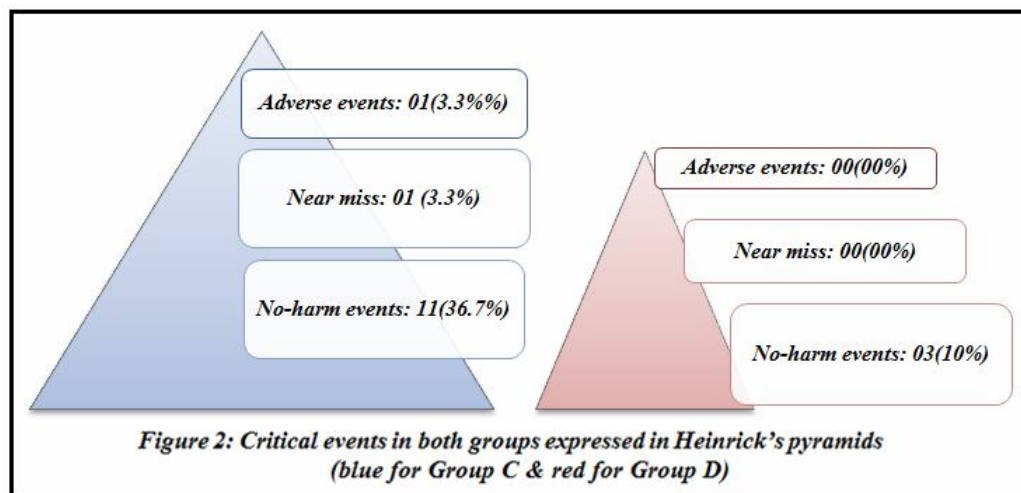 Adverse events: 01(3.3%%)
Near miss: 01 (3.3%)
No-harm events: 11(36.7%)
Adverse events: 00(00%)
Near miss: 00(00%)
No-harm events: 03(10%)
Figure 2: Critical events in both groups expressed in Heinrick's pyramids
(blue for Group C & red for Group D)